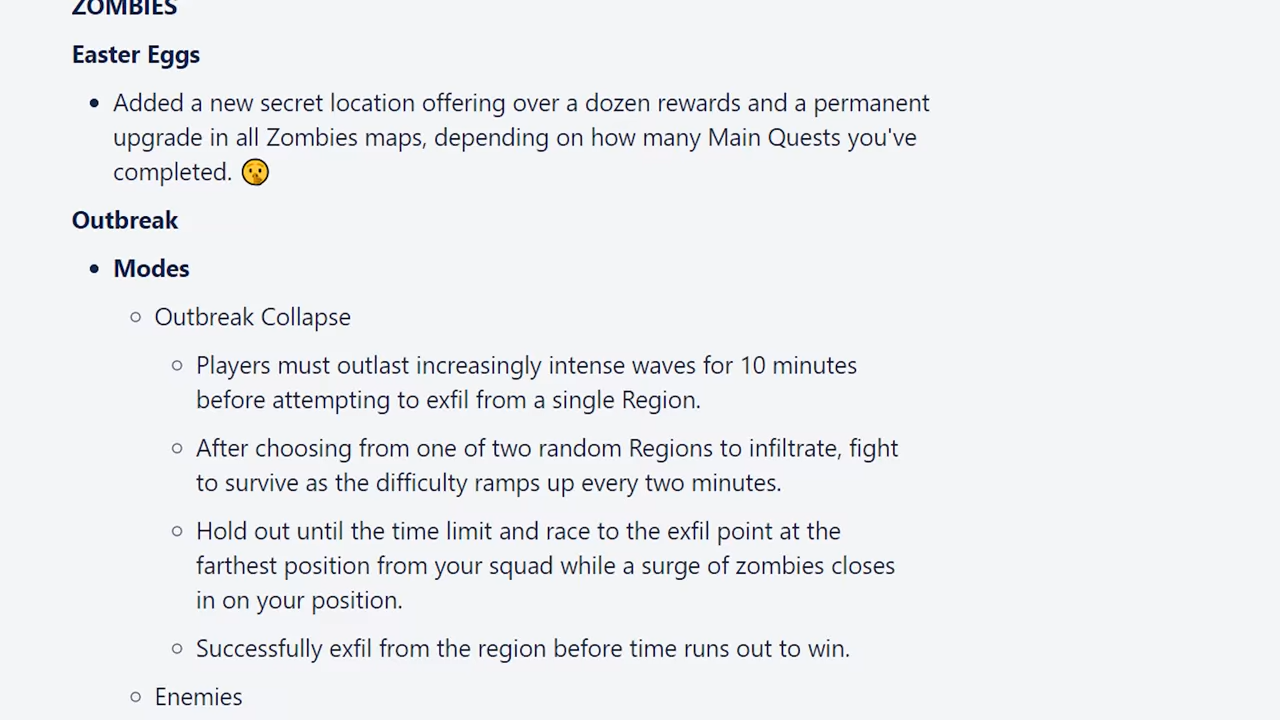 ZOMBIES
Easter Eggs
• Added a new secret location offering over a dozen rewards and a permanent
upgrade in all Zombies maps, depending on how many Main Quests you've
completed. 🤫
Outbreak
• Modes
○ Outbreak Collapse
○ Players must outlast increasingly intense waves for 10 minutes
before attempting to exfil from a single Region.
○ After choosing from one of two random Regions to infiltrate, fight
to survive as the difficulty ramps up every two minutes.
○ Hold out until the time limit and race to the exfil point at the
farthest position from your squad while a surge of zombies closes
in on your position.
○ Successfully exfil from the region before time runs out to win.
○ Enemies